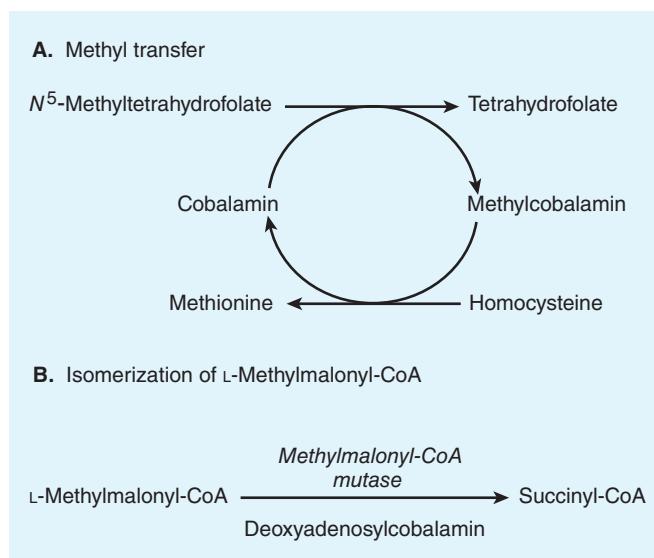 A. Methyl transfer
N⁵-Methyltetrahydrofolate Tetrahydrofolate
Cobalamin Methylcobalamin
Methionine Homocysteine
B. Isomerization of L-Methylmalonyl-CoA
Methylmalonyl-CoA
mutase
L-Methylmalonyl-CoA Succinyl-CoA
Deoxyadenosylcobalamin